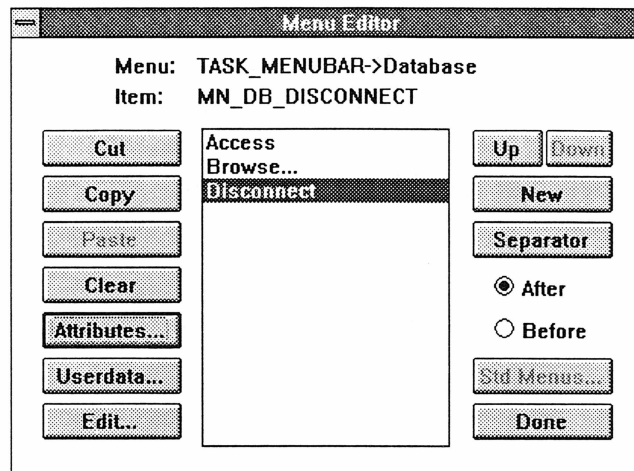 Menu Editor
Menu: TASK_MENUBAR->Database
Item: MN_DB_DISCONNECT
Cut
Copy
Paste
Clear
Attributes...
Userdata...
Edit...
Access
Browse...
Disconnect
Up Down
New
Separator
After
Before
Std Menus...
Done